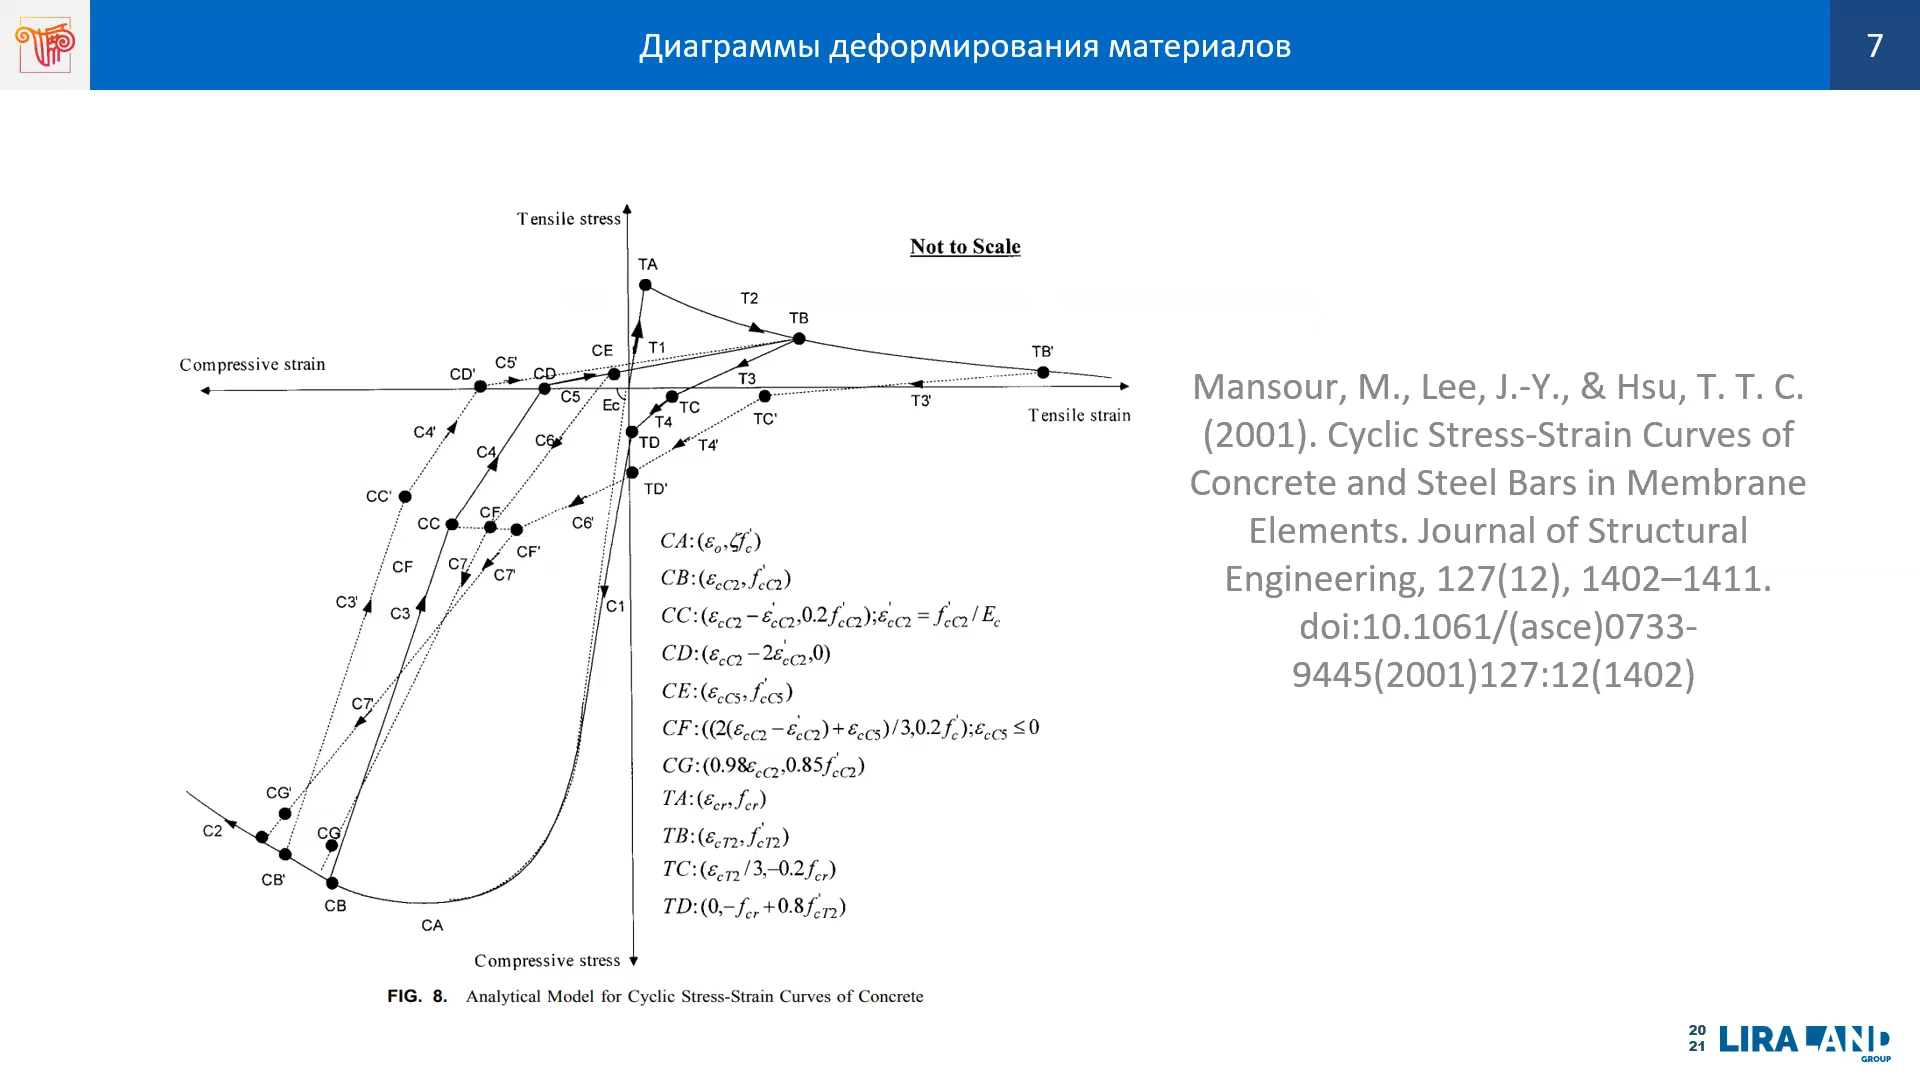 Диаграммы деформирования материалов
7
Tensile stress
Not to Scale
TA
T2
TB
T1
CE
TB'
Compressive strain
C5'
CD'
CD
T3
C5
Ec
TC
T3'
Tensile strain
TC'
T4
C4'
C6
TD
T4'
C4
TD'
CC'
CC
CF
C6'
CF'
CF
C7
C7'
C3'
C3
C1
C7'
CG'
C2
CG
CB'
CB
CA
Compressive stress
CA:(εo,ζf'c)
CB:(εcC2,f'cC2)
CC:(εcC2−ε'cC2,0.2f'cC2);ε'cC2=f'cC2/Ec
CD:(εcC2−2ε'cC2,0)
CE:(εcC5,f'cC5)
CF:((2(εcC2−ε'cC2)+εcC5)/3,0.2f'c);εcC5≤0
CG:(0.98εcC2,0.85f'cC2)
TA:(εcr,fcr)
TB:(εcT2,f'cT2)
TC:(εcT2/3,−0.2fcr)
TD:(0,−fcr+0.8f'cT2)
FIG. 8. Analytical Model for Cyclic Stress-Strain Curves of Concrete
Mansour, M., Lee, J.-Y., & Hsu, T. T. C.
(2001). Cyclic Stress-Strain Curves of
Concrete and Steel Bars in Membrane
Elements. Journal of Structural
Engineering, 127(12), 1402–1411.
doi:10.1061/(asce)0733-
9445(2001)127:12(1402)
20
21
LIRA LAND
GROUP